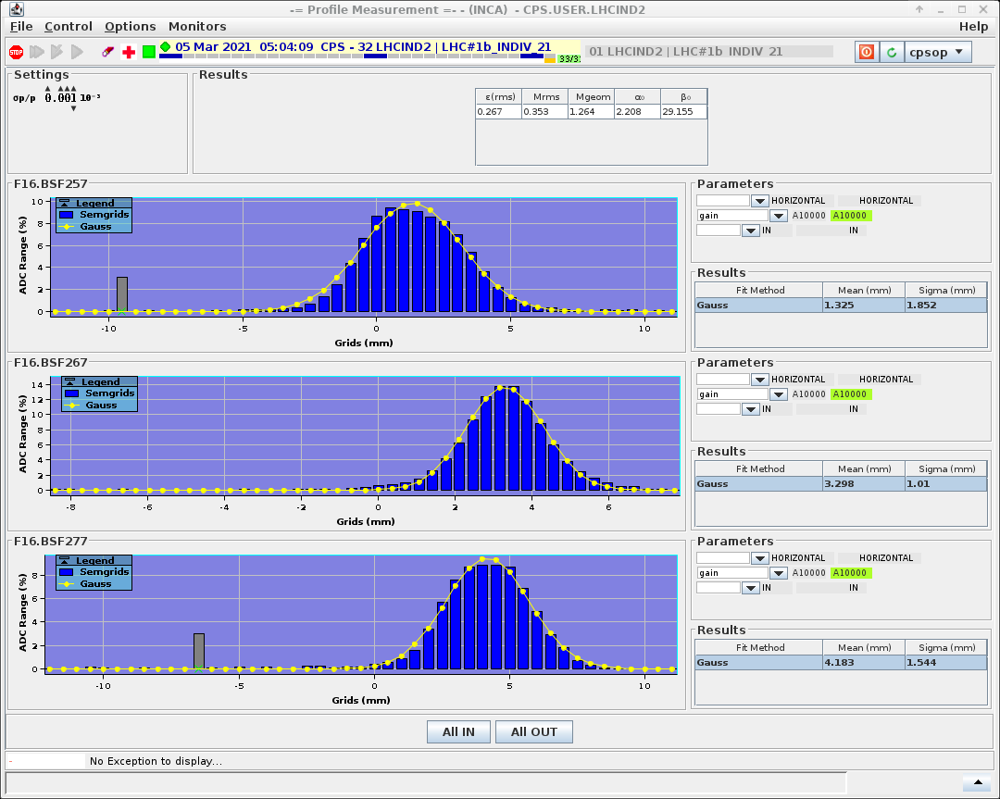 -= Profile Measurement =- - (INCA) - CPS.USER.LHCIND2
File Control Options Monitors Help
STOP 05 Mar 2021 05:04:09 CPS - 32 LHCIND2 | LHC#1b_INDIV_21 33/33 01 LHCIND2 | LHC#1b_INDIV_21 cpsop
Settings
σp/p 0.001 10⁻³
Results
ε(rms) Mrms Mgeom α₀ β₀
0.267 0.353 1.264 2.208 29.155
F16.BSF257
Legend
Semgrids
Gauss
ADC Range (%)
10
8
6
4
2
0
-10 -5 0 5 10
Grids (mm)
Parameters
HORIZONTAL HORIZONTAL
gain A10000 A10000
IN IN
Results
Fit Method Mean (mm) Sigma (mm)
Gauss 1.325 1.852
F16.BSF267
Legend
Semgrids
Gauss
ADC Range (%)
14
12
10
8
6
4
2
0
-8 -6 -4 -2 0 2 4 6
Grids (mm)
Parameters
HORIZONTAL HORIZONTAL
gain A10000 A10000
IN IN
Results
Fit Method Mean (mm) Sigma (mm)
Gauss 3.298 1.01
F16.BSF277
Legend
Semgrids
Gauss
ADC Range (%)
8
6
4
2
0
-10 -5 0 5 10
Grids (mm)
Parameters
HORIZONTAL HORIZONTAL
gain A10000 A10000
IN IN
Results
Fit Method Mean (mm) Sigma (mm)
Gauss 4.183 1.544
All IN All OUT
- No Exception to display...